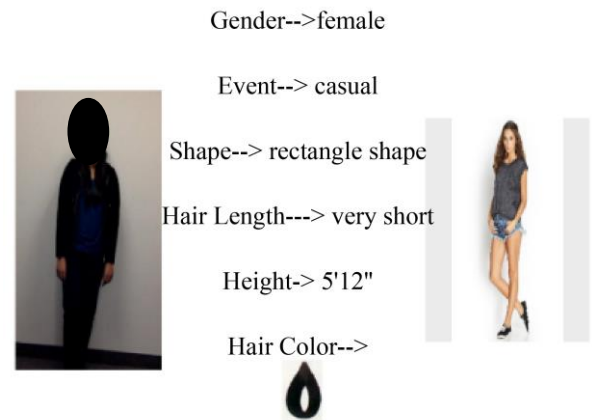 Gender-->female
Event--> casual
Shape--> rectangle shape
Hair Length---> very short
Height-> 5'12"
Hair Color-->